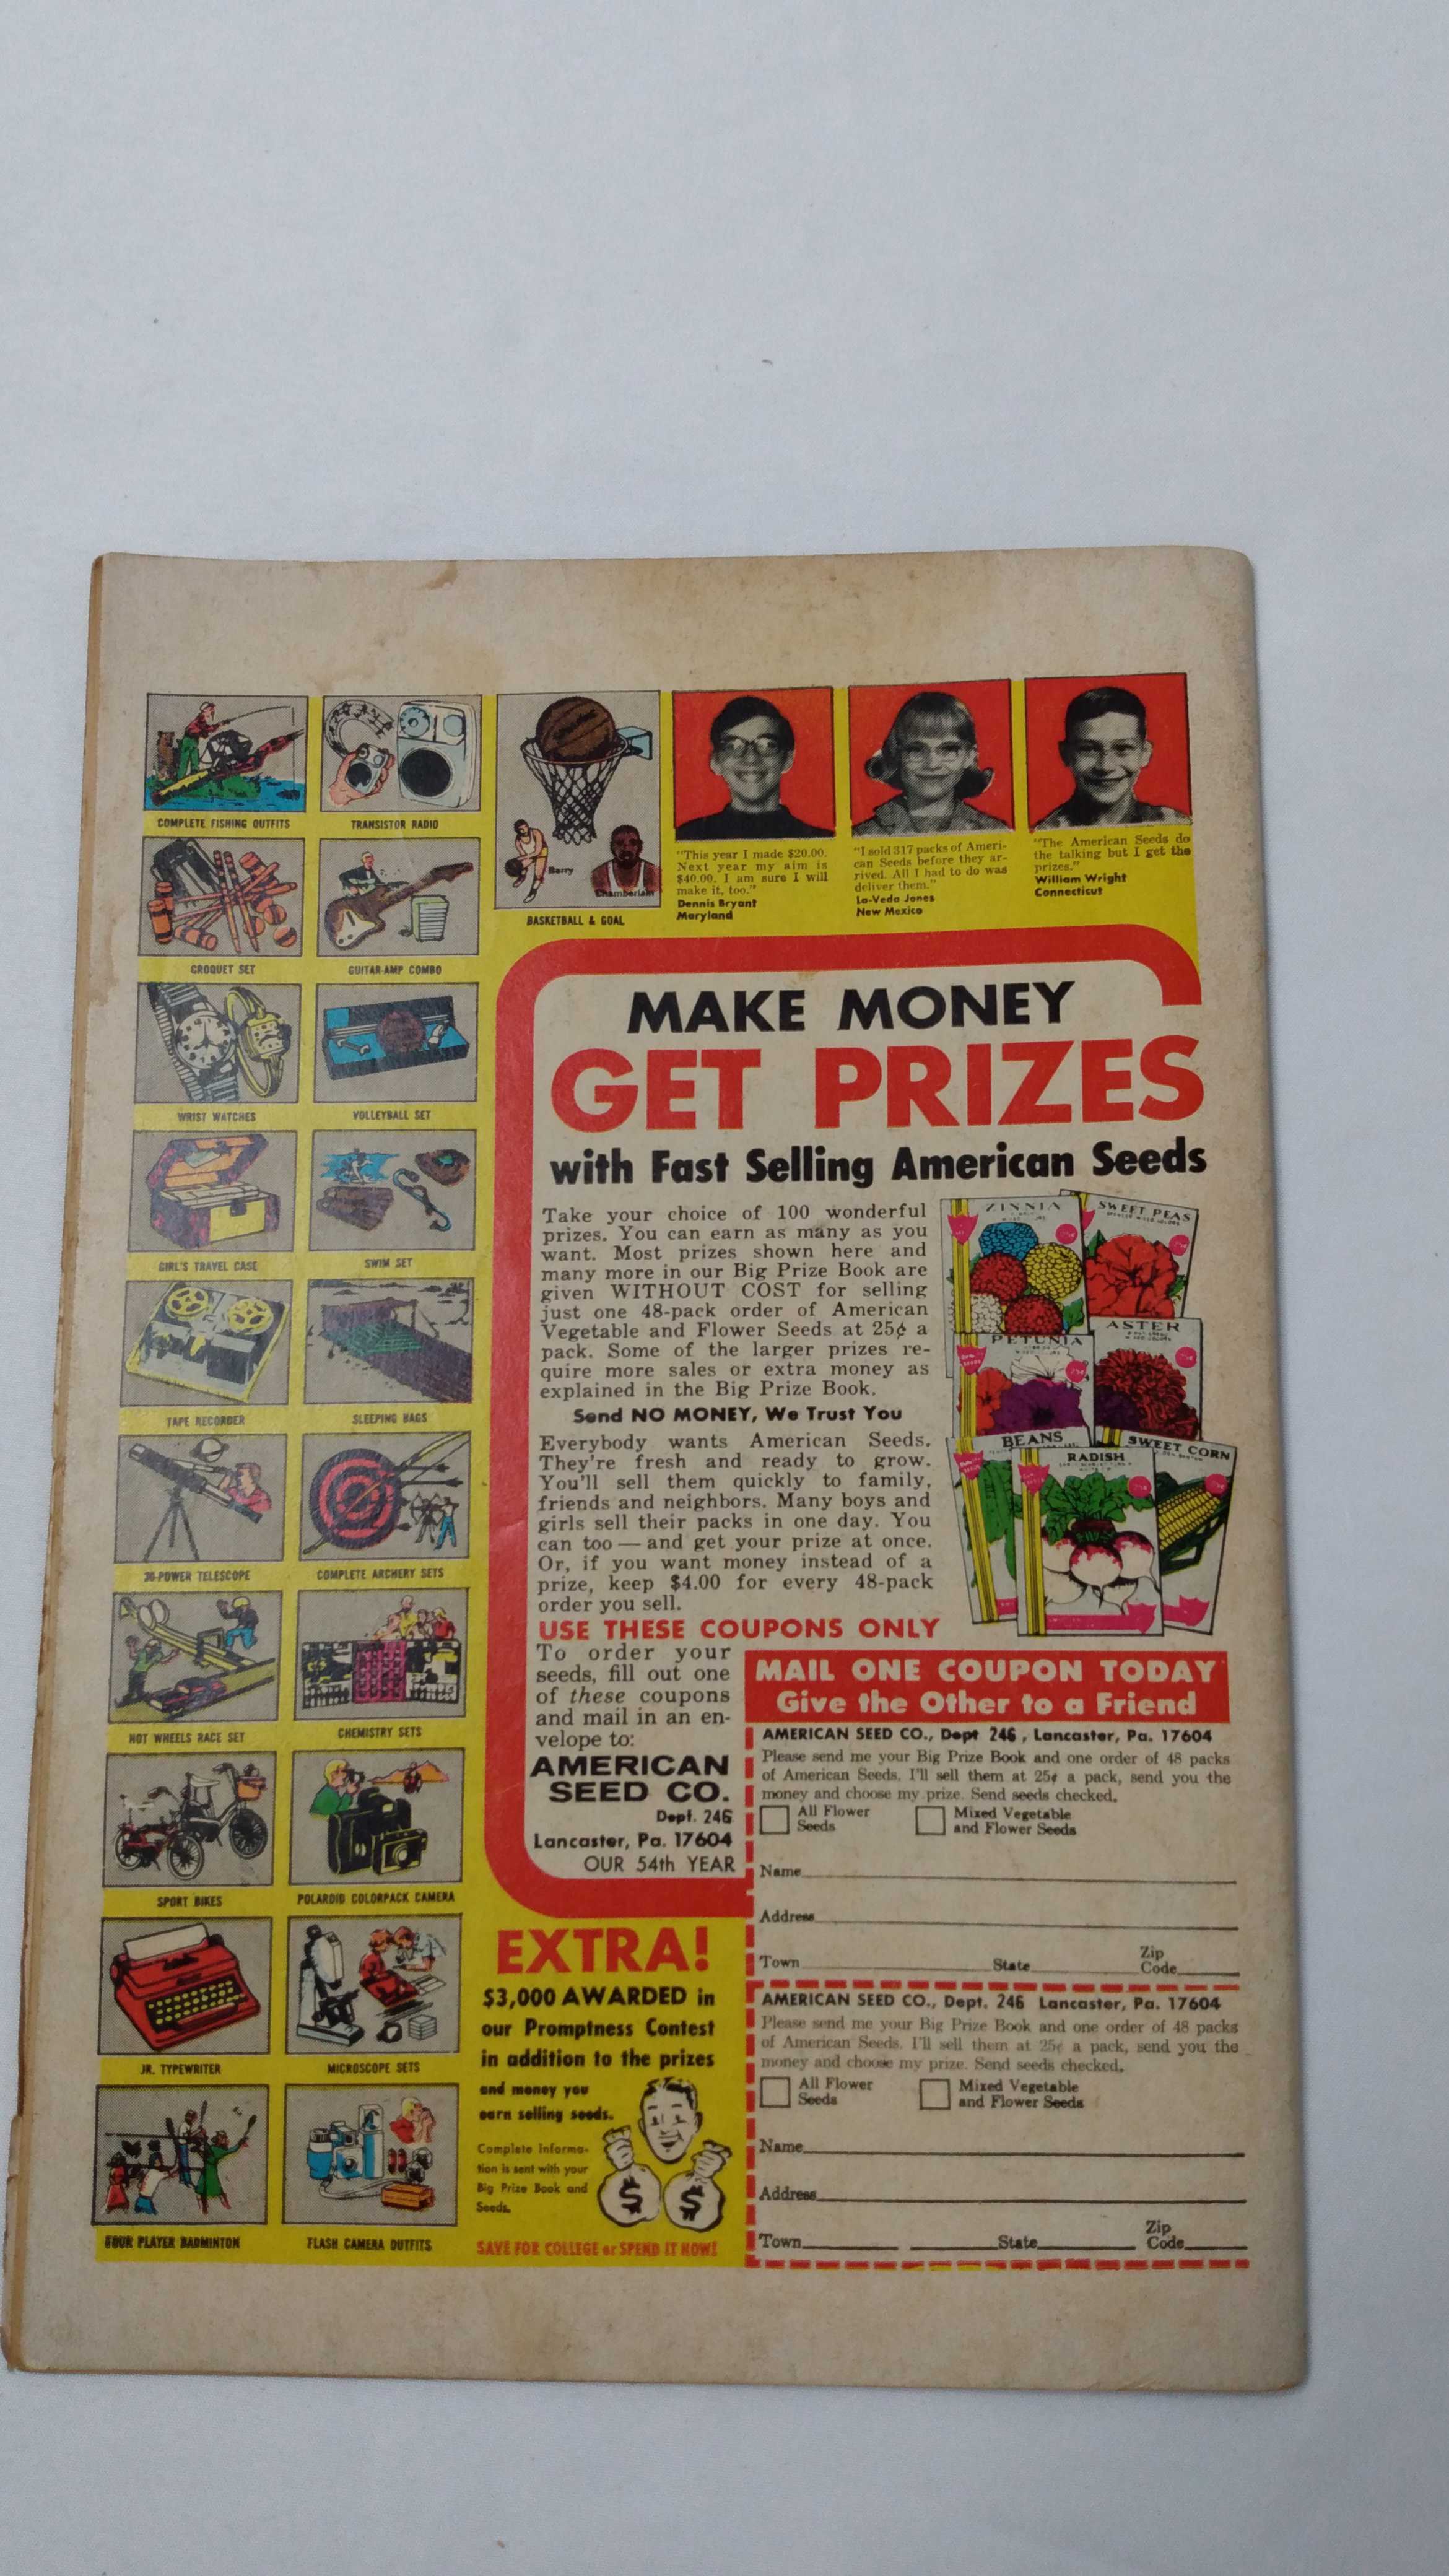 COMPLETE FISHING OUTFITS
TRANSISTOR RADIO
Barry
Chamberlain
BASKETBALL & GOAL
"This year I made $20.00.
Next year my aim is
$40.00. I am sure I will
make it, too."
Dennis Bryant
Maryland
"I sold 317 packs of Ameri-
can Seeds before they ar-
rived. All I had to do was
deliver them."
La-Veda Jones
New Mexico
"The American Seeds do
the talking but I get the
prizes."
William Wright
Connecticut
CROQUET SET
GUITAR-AMP COMBO
WRIST WATCHES
VOLLEYBALL SET
GIRL'S TRAVEL CASE
SWIM SET
TAPE RECORDER
SLEEPING BAGS
30-POWER TELESCOPE
COMPLETE ARCHERY SETS
HOT WHEELS RACE SET
CHEMISTRY SETS
SPORT BIKES
POLAROID COLORPACK CAMERA
JR. TYPEWRITER
MICROSCOPE SETS
FOUR PLAYER BADMINTON
FLASH CAMERA OUTFITS
MAKE MONEY
GET PRIZES
with Fast Selling American Seeds
Take your choice of 100 wonderful
prizes. You can earn as many as you
want. Most prizes shown here and
many more in our Big Prize Book are
given WITHOUT COST for selling
just one 48-pack order of American
Vegetable and Flower Seeds at 25¢ a
pack. Some of the larger prizes re-
quire more sales or extra money as
explained in the Big Prize Book.
Send NO MONEY, We Trust You
Everybody wants American Seeds.
They're fresh and ready to grow.
You'll sell them quickly to family,
friends and neighbors. Many boys and
girls sell their packs in one day. You
can too — and get your prize at once.
Or, if you want money instead of a
prize, keep $4.00 for every 48-pack
order you sell.
ZINNIA
SWEET PEAS
PETUNIA
ASTER
BEANS
RADISH
SWEET CORN
USE THESE COUPONS ONLY
To order your
seeds, fill out one
of these coupons
and mail in an en-
velope to:
AMERICAN
SEED CO.
Dept. 246
Lancaster, Pa. 17604
OUR 54th YEAR
MAIL ONE COUPON TODAY
Give the Other to a Friend
AMERICAN SEED CO., Dept 246, Lancaster, Pa. 17604
Please send me your Big Prize Book and one order of 48 packs
of American Seeds. I'll sell them at 25¢ a pack, send you the
money and choose my prize. Send seeds checked.
All Flower
Seeds
Mixed Vegetable
and Flower Seeds
Name
Address
Town State Zip
Code
AMERICAN SEED CO., Dept. 246 Lancaster, Pa. 17604
Please send me your Big Prize Book and one order of 48 packs
of American Seeds. I'll sell them at 25¢ a pack, send you the
money and choose my prize. Send seeds checked.
All Flower
Seeds
Mixed Vegetable
and Flower Seeds
Name
Address
Town State Zip
Code
EXTRA!
$3,000 AWARDED in
our Promptness Contest
in addition to the prizes
and money you
earn selling seeds.
Complete informa-
tion is sent with your
Big Prize Book and
Seeds.
$ $
SAVE FOR COLLEGE or SPEND IT NOW!